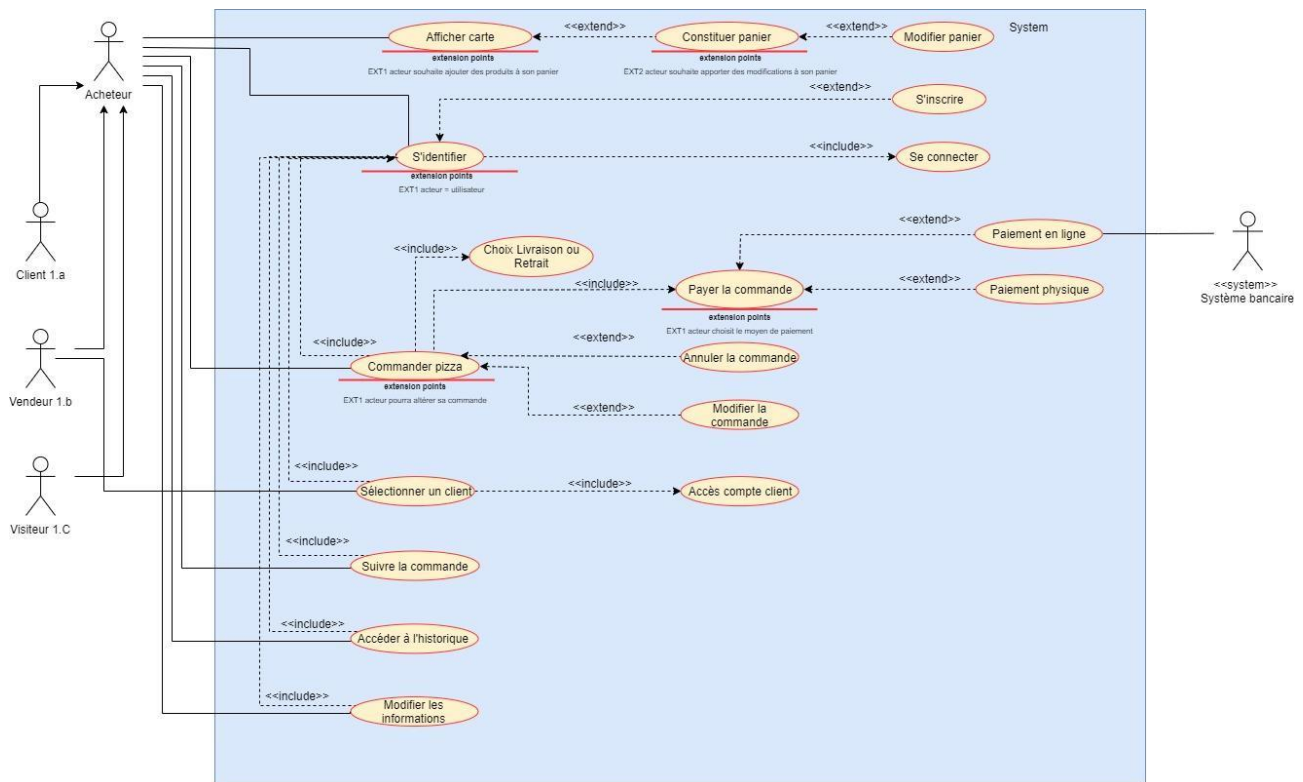 <<extend>>
<<extend>>
System
Afficher carte
Constituer panier
Modifier panier
extension points
extension points
EXT1 acteur souhaite ajouter des produits à son panier
EXT2 acteur souhaite apporter des modifications à son panier
Acheteur
<<extend>>
S'inscrire
S'identifier
<<include>>
Se connecter
extension points
EXT1 acteur = utilisateur
Client 1.a
<<extend>>
Paiement en ligne
<<include>>
Choix Livraison ou
Retrait
<<include>>
Payer la commande
<<extend>>
Paiement physique
<<system>>
Système bancaire
extension points
EXT1 acteur choisit le moyen de paiement
<<include>>
<<extend>>
Annuler la commande
Commander pizza
extension points
EXT1 acteur pourra altérer sa commande
Vendeur 1.b
<<extend>>
Modifier la
commande
<<include>>
Sélectionner un client
<<include>>
Accès compte client
Visiteur 1.C
<<include>>
Suivre la commande
<<include>>
Accéder à l'historique
<<include>>
Modifier les
informations